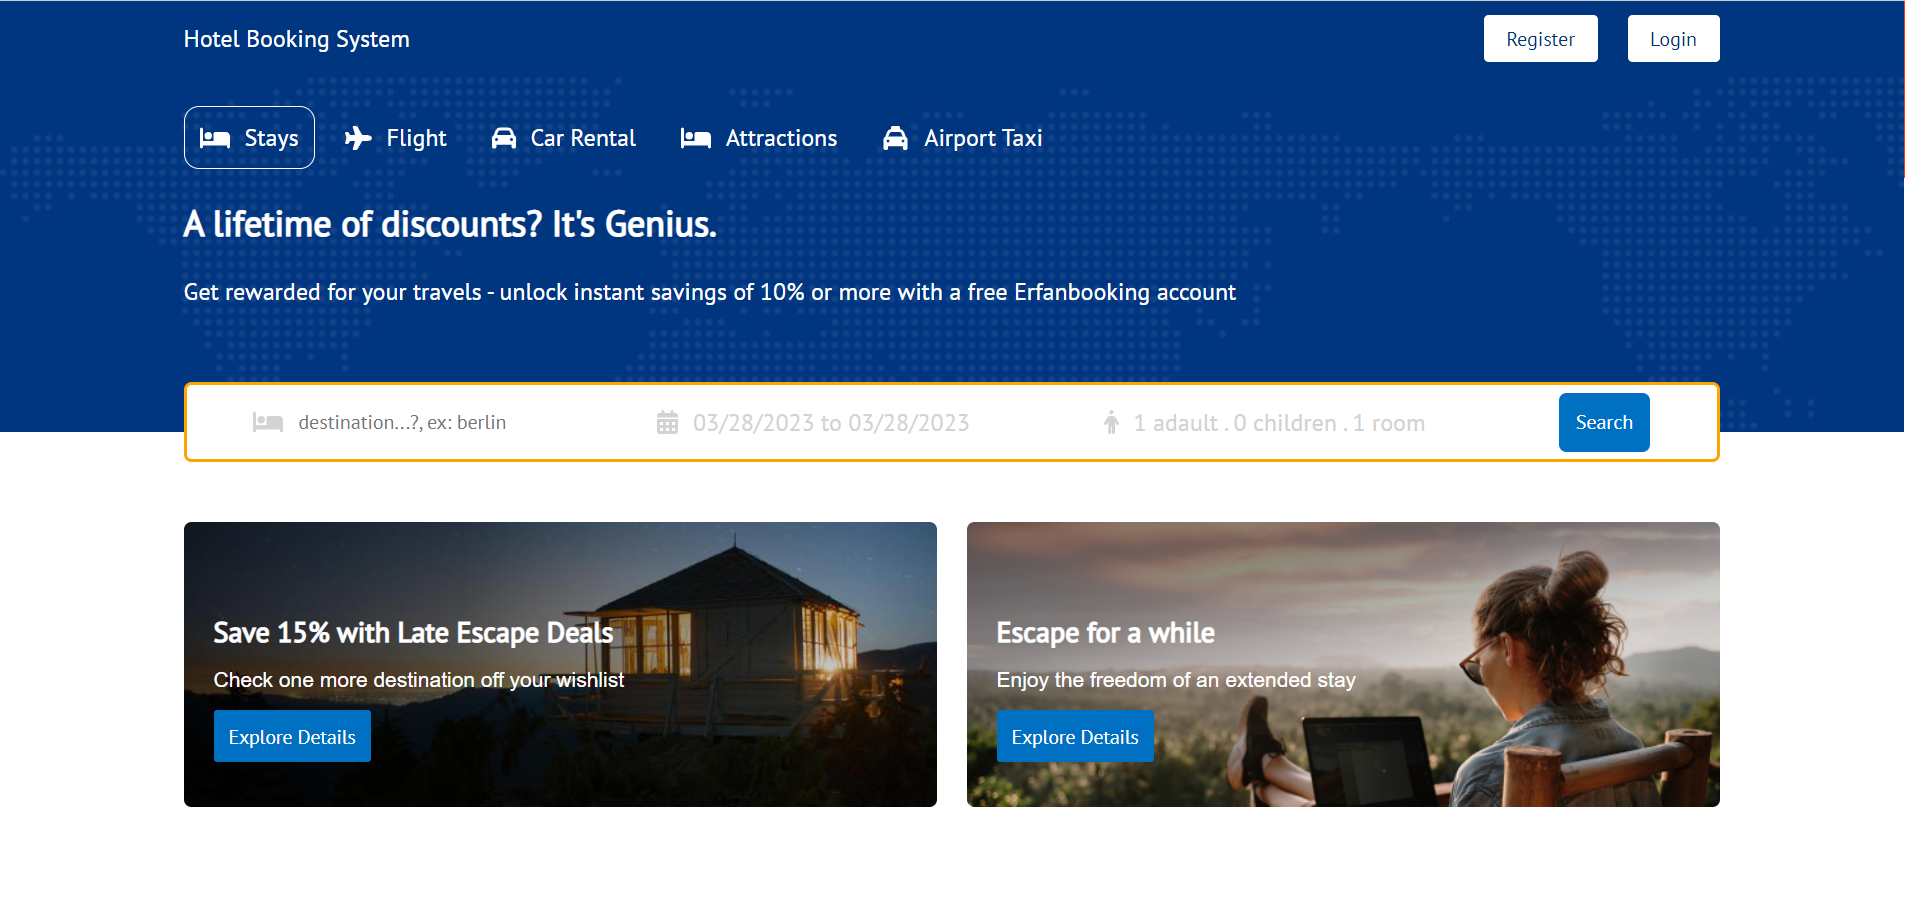 Hotel Booking System
Register
Login
Stays
Flight
Car Rental
Attractions
Airport Taxi
A lifetime of discounts? It's Genius.
Get rewarded for your travels - unlock instant savings of 10% or more with a free Erfanbooking account
destination...?, ex: berlin
03/28/2023 to 03/28/2023
1 adault . 0 children . 1 room
Search
Save 15% with Late Escape Deals
Check one more destination off your wishlist
Explore Details
Escape for a while
Enjoy the freedom of an extended stay
Explore Details